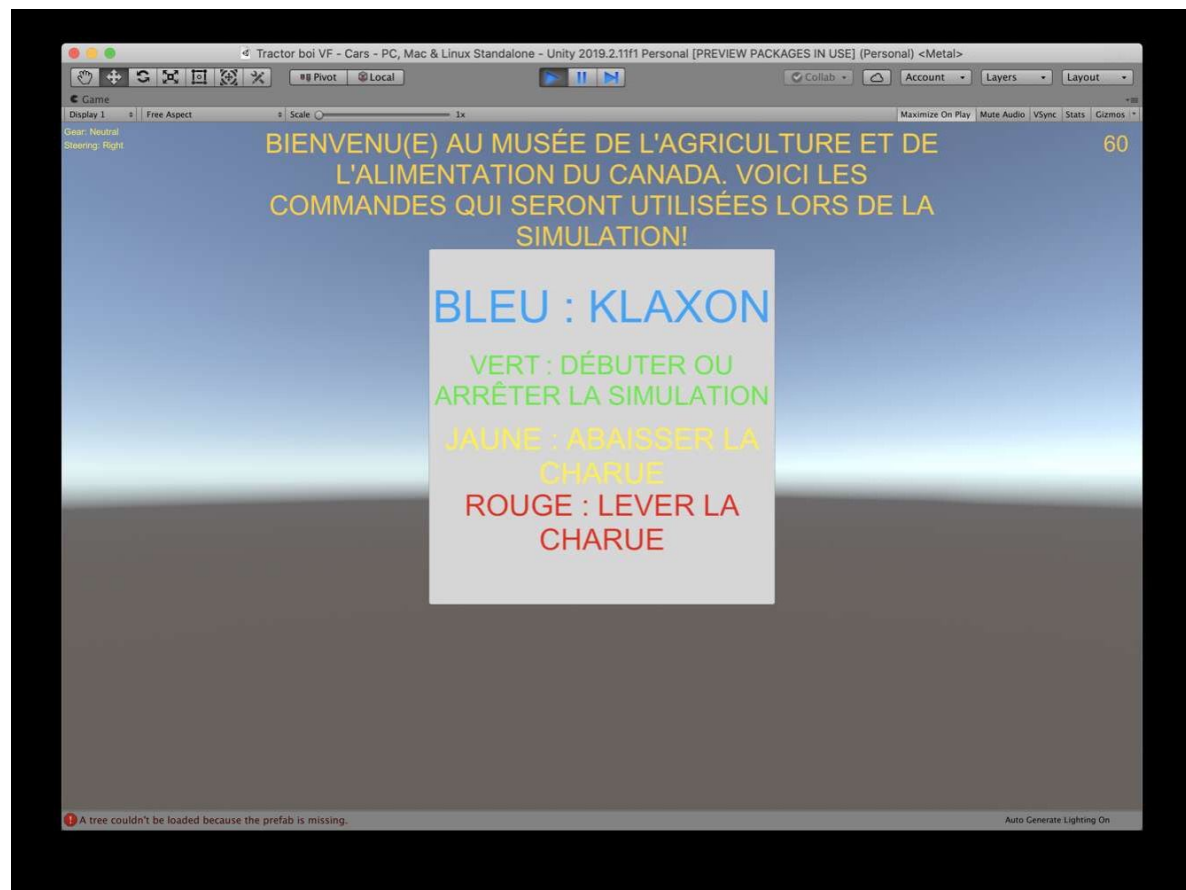 Tractor boi VF - Cars - PC, Mac & Linux Standalone - Unity 2019.2.11f1 Personal [PREVIEW PACKAGES IN USE] (Personal) <Metal>
Pivot Local Collab Account Layers Layout
Game
Display 1 Free Aspect Scale 1x Maximize On Play Mute Audio VSync Stats Gizmos
Gear: Neutral
Steering: Right
60
BIENVENU(E) AU MUSÉE DE L'AGRICULTURE ET DE
L'ALIMENTATION DU CANADA. VOICI LES
COMMANDES QUI SERONT UTILISÉES LORS DE LA
SIMULATION!
BLEU : KLAXON
VERT : DÉBUTER OU
ARRÊTER LA SIMULATION
JAUNE : ABAISSER LA
CHARUE
ROUGE : LEVER LA
CHARUE
A tree couldn't be loaded because the prefab is missing.
Auto Generate Lighting On